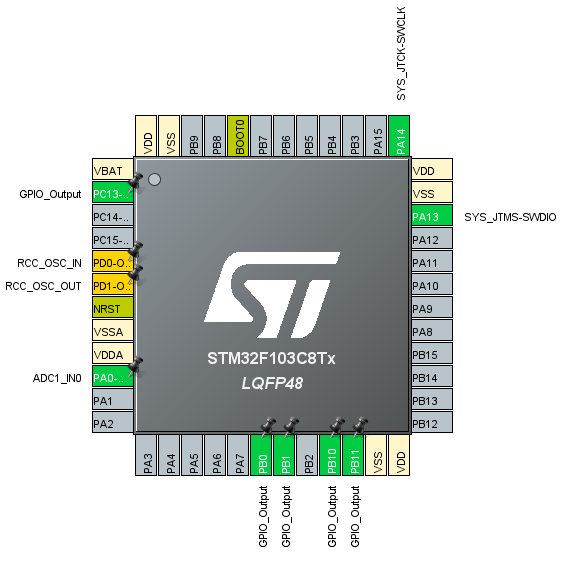 SYS_JTCK-SWCLK
VDD
VSS
PB9
PB8
BOOT0
PB7
PB6
PB5
PB4
PB3
PA15
PA14
VBAT
VDD
GPIO_Output
PC13-..
VSS
PC14-..
PA13
SYS_JTMS-SWDIO
PC15-..
PA12
RCC_OSC_IN
PD0-O..
PA11
RCC_OSC_OUT
PD1-O..
PA10
NRST
PA9
VSSA
PA8
VDDA
PB15
ADC1_IN0
PA0-..
PB14
PA1
PB13
PA2
PB12
ST
STM32F103C8Tx
LQFP48
PA3
PA4
PA5
PA6
PA7
PB0
PB1
PB2
PB10
PB11
VSS
VDD
GPIO_Output
GPIO_Output
GPIO_Output
GPIO_Output